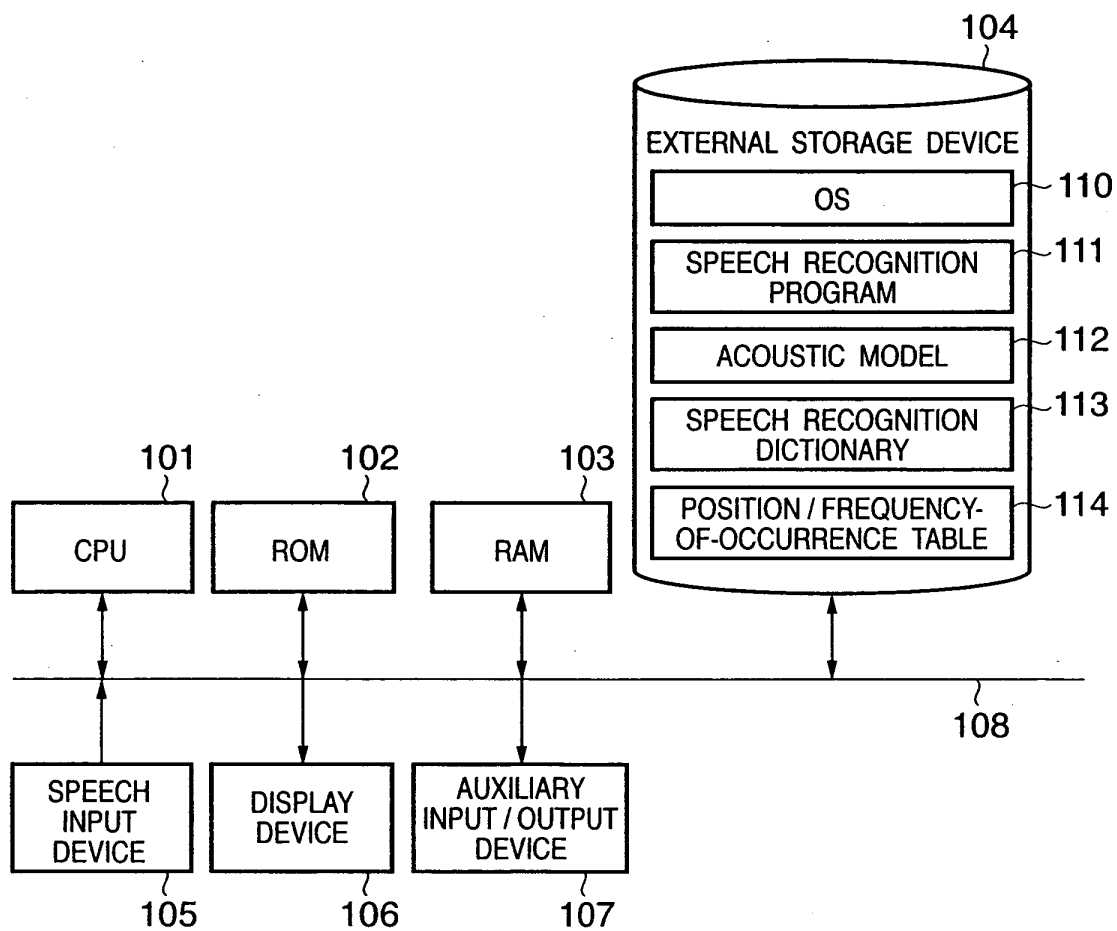 104
EXTERNAL STORAGE DEVICE
OS
110
SPEECH RECOGNITION
PROGRAM
111
ACOUSTIC MODEL
112
SPEECH RECOGNITION
DICTIONARY
113
POSITION / FREQUENCY-
OF-OCCURRENCE TABLE
114
101
102
103
CPU
ROM
RAM
108
SPEECH
INPUT
DEVICE
DISPLAY
DEVICE
AUXILIARY
INPUT / OUTPUT
DEVICE
105
106
107